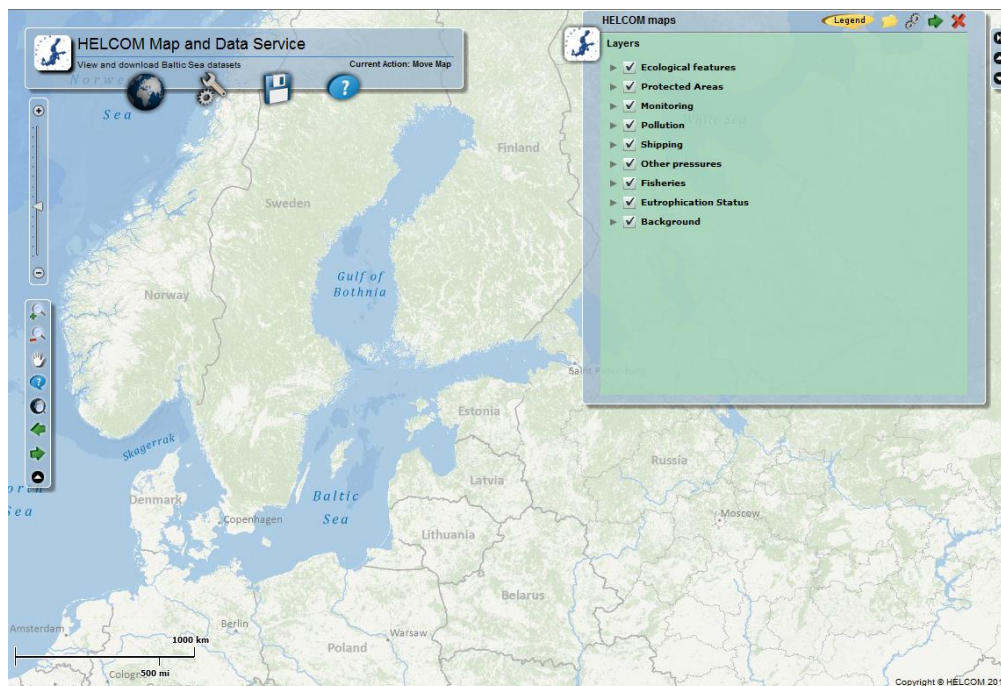 HELCOM Map and Data Service
View and download Baltic Sea datasets
Current Action: Move Map
HELCOM maps
Legend
Layers
Ecological features
Protected Areas
Monitoring
Pollution
Shipping
Other pressures
Fisheries
Eutrophication Status
Background
Norwegian
Sea
White Sea
Finland
Sweden
Gulf of
Bothnia
Norway
Saint Petersburg
Estonia
Skagerrak
Russia
Latvia
Denmark
Baltic
Sea
Copenhagen
Moscow
Sea
Lithuania
Belarus
Amsterdam
Berlin
Warsaw
Poland
1000 km
500 mi
Copyright © HELCOM